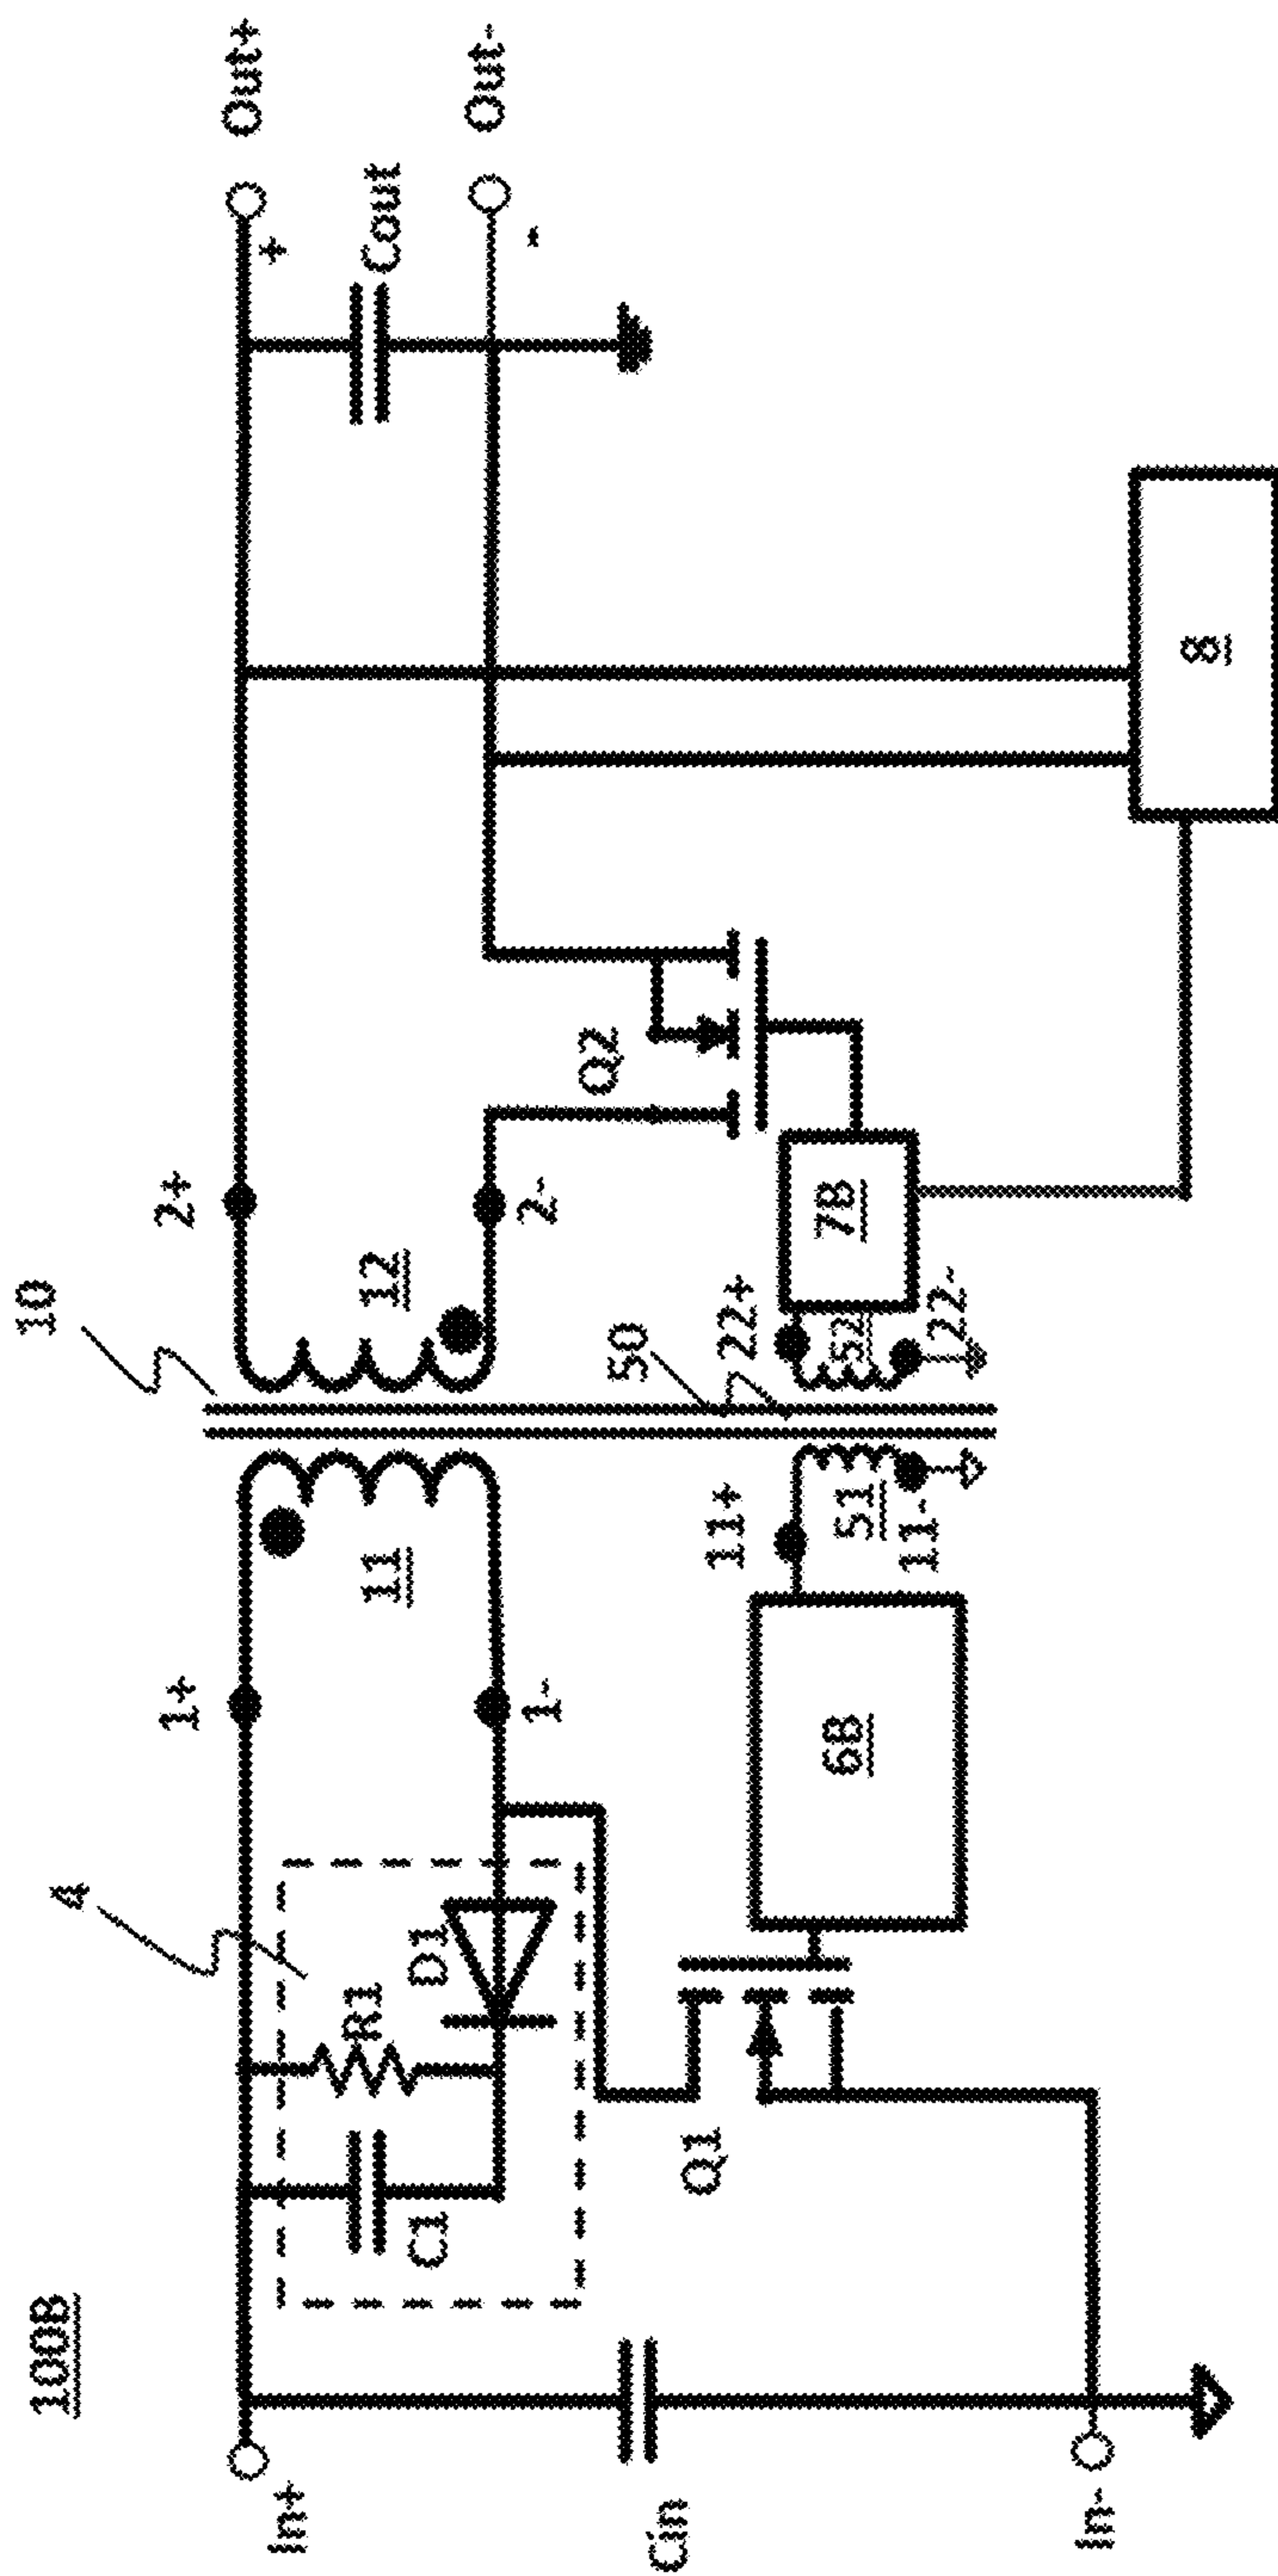 100B
10
4
1+
2+
Out+
In+
11
12
+
Cout
C1
R1
D1
1-
2-
Out-
-
Q2
50
Cin
Q1
11+
22+
6B
51
52
7B
11-
22-
In-
8